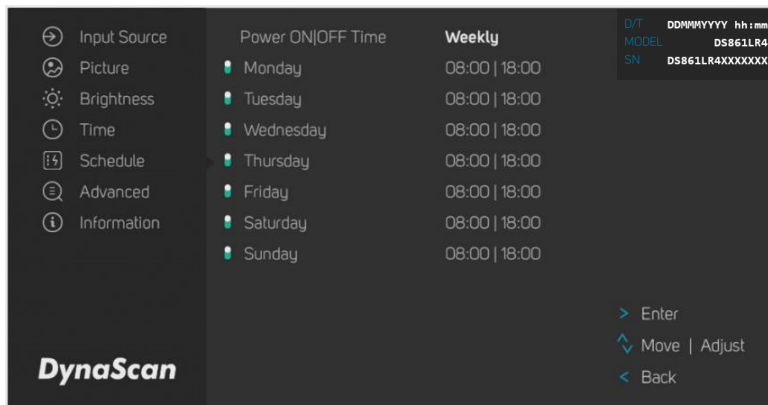 Input Source
Picture
Brightness
Time
Schedule
Advanced
Information
DynaScan
Power ON|OFF Time Weekly
Monday 08:00 | 18:00
Tuesday 08:00 | 18:00
Wednesday 08:00 | 18:00
Thursday 08:00 | 18:00
Friday 08:00 | 18:00
Saturday 08:00 | 18:00
Sunday 08:00 | 18:00
D/T DDMMMYYYY hh:mm
MODEL DS861LR4
SN DS861LR4XXXXXXX
> Enter
Move | Adjust
< Back